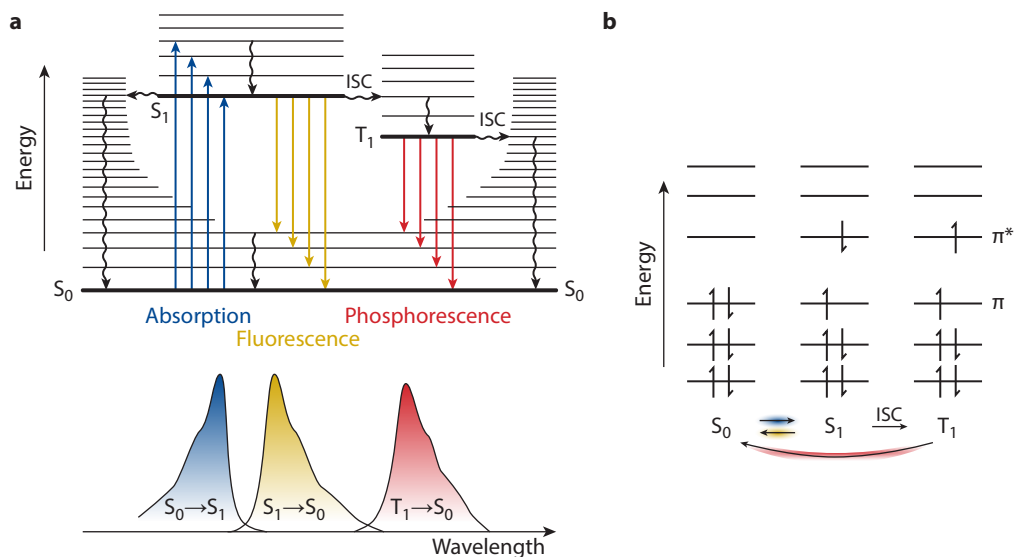 a
Energy
S₁
ISC
T₁
ISC
S₀
S₀
Absorption
Fluorescence
Phosphorescence
S₀→S₁
S₁→S₀
T₁→S₀
Wavelength
b
Energy
π*
π
S₀
S₁
ISC
T₁